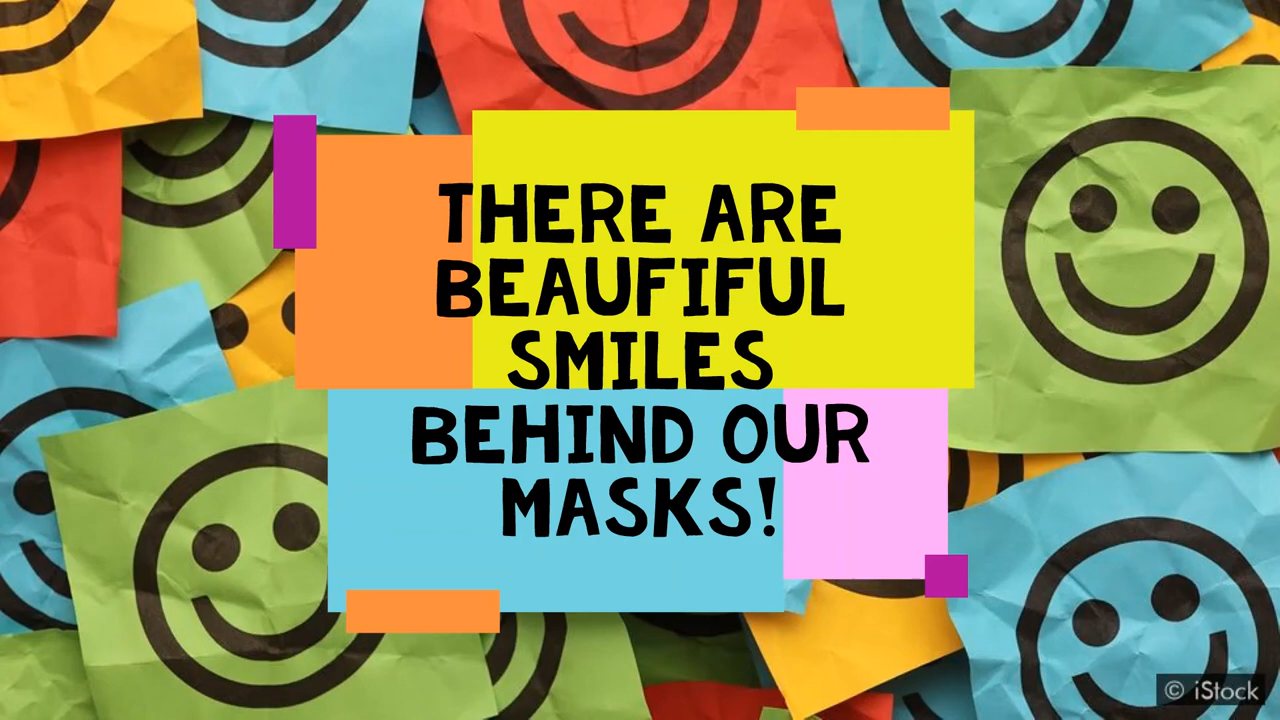 THERE ARE
BEAUFIFUL
SMILES
BEHIND OUR
MASKS!
© iStock